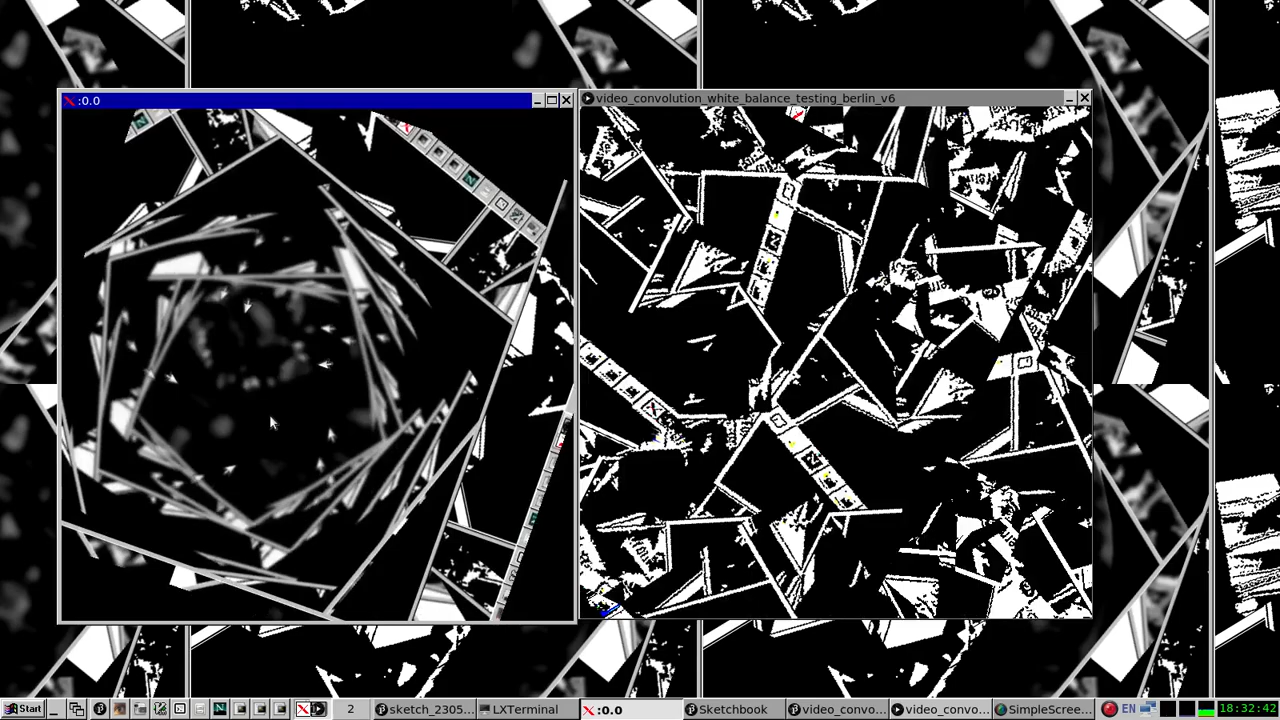 :0.0
video_convolution_white_balance_testing_berlin_v6
Start
2
sketch_2305...
LXTerminal
:0.0
Sketchbook
video_convo...
video_convo...
SimpleScree...
EN
18:32:42